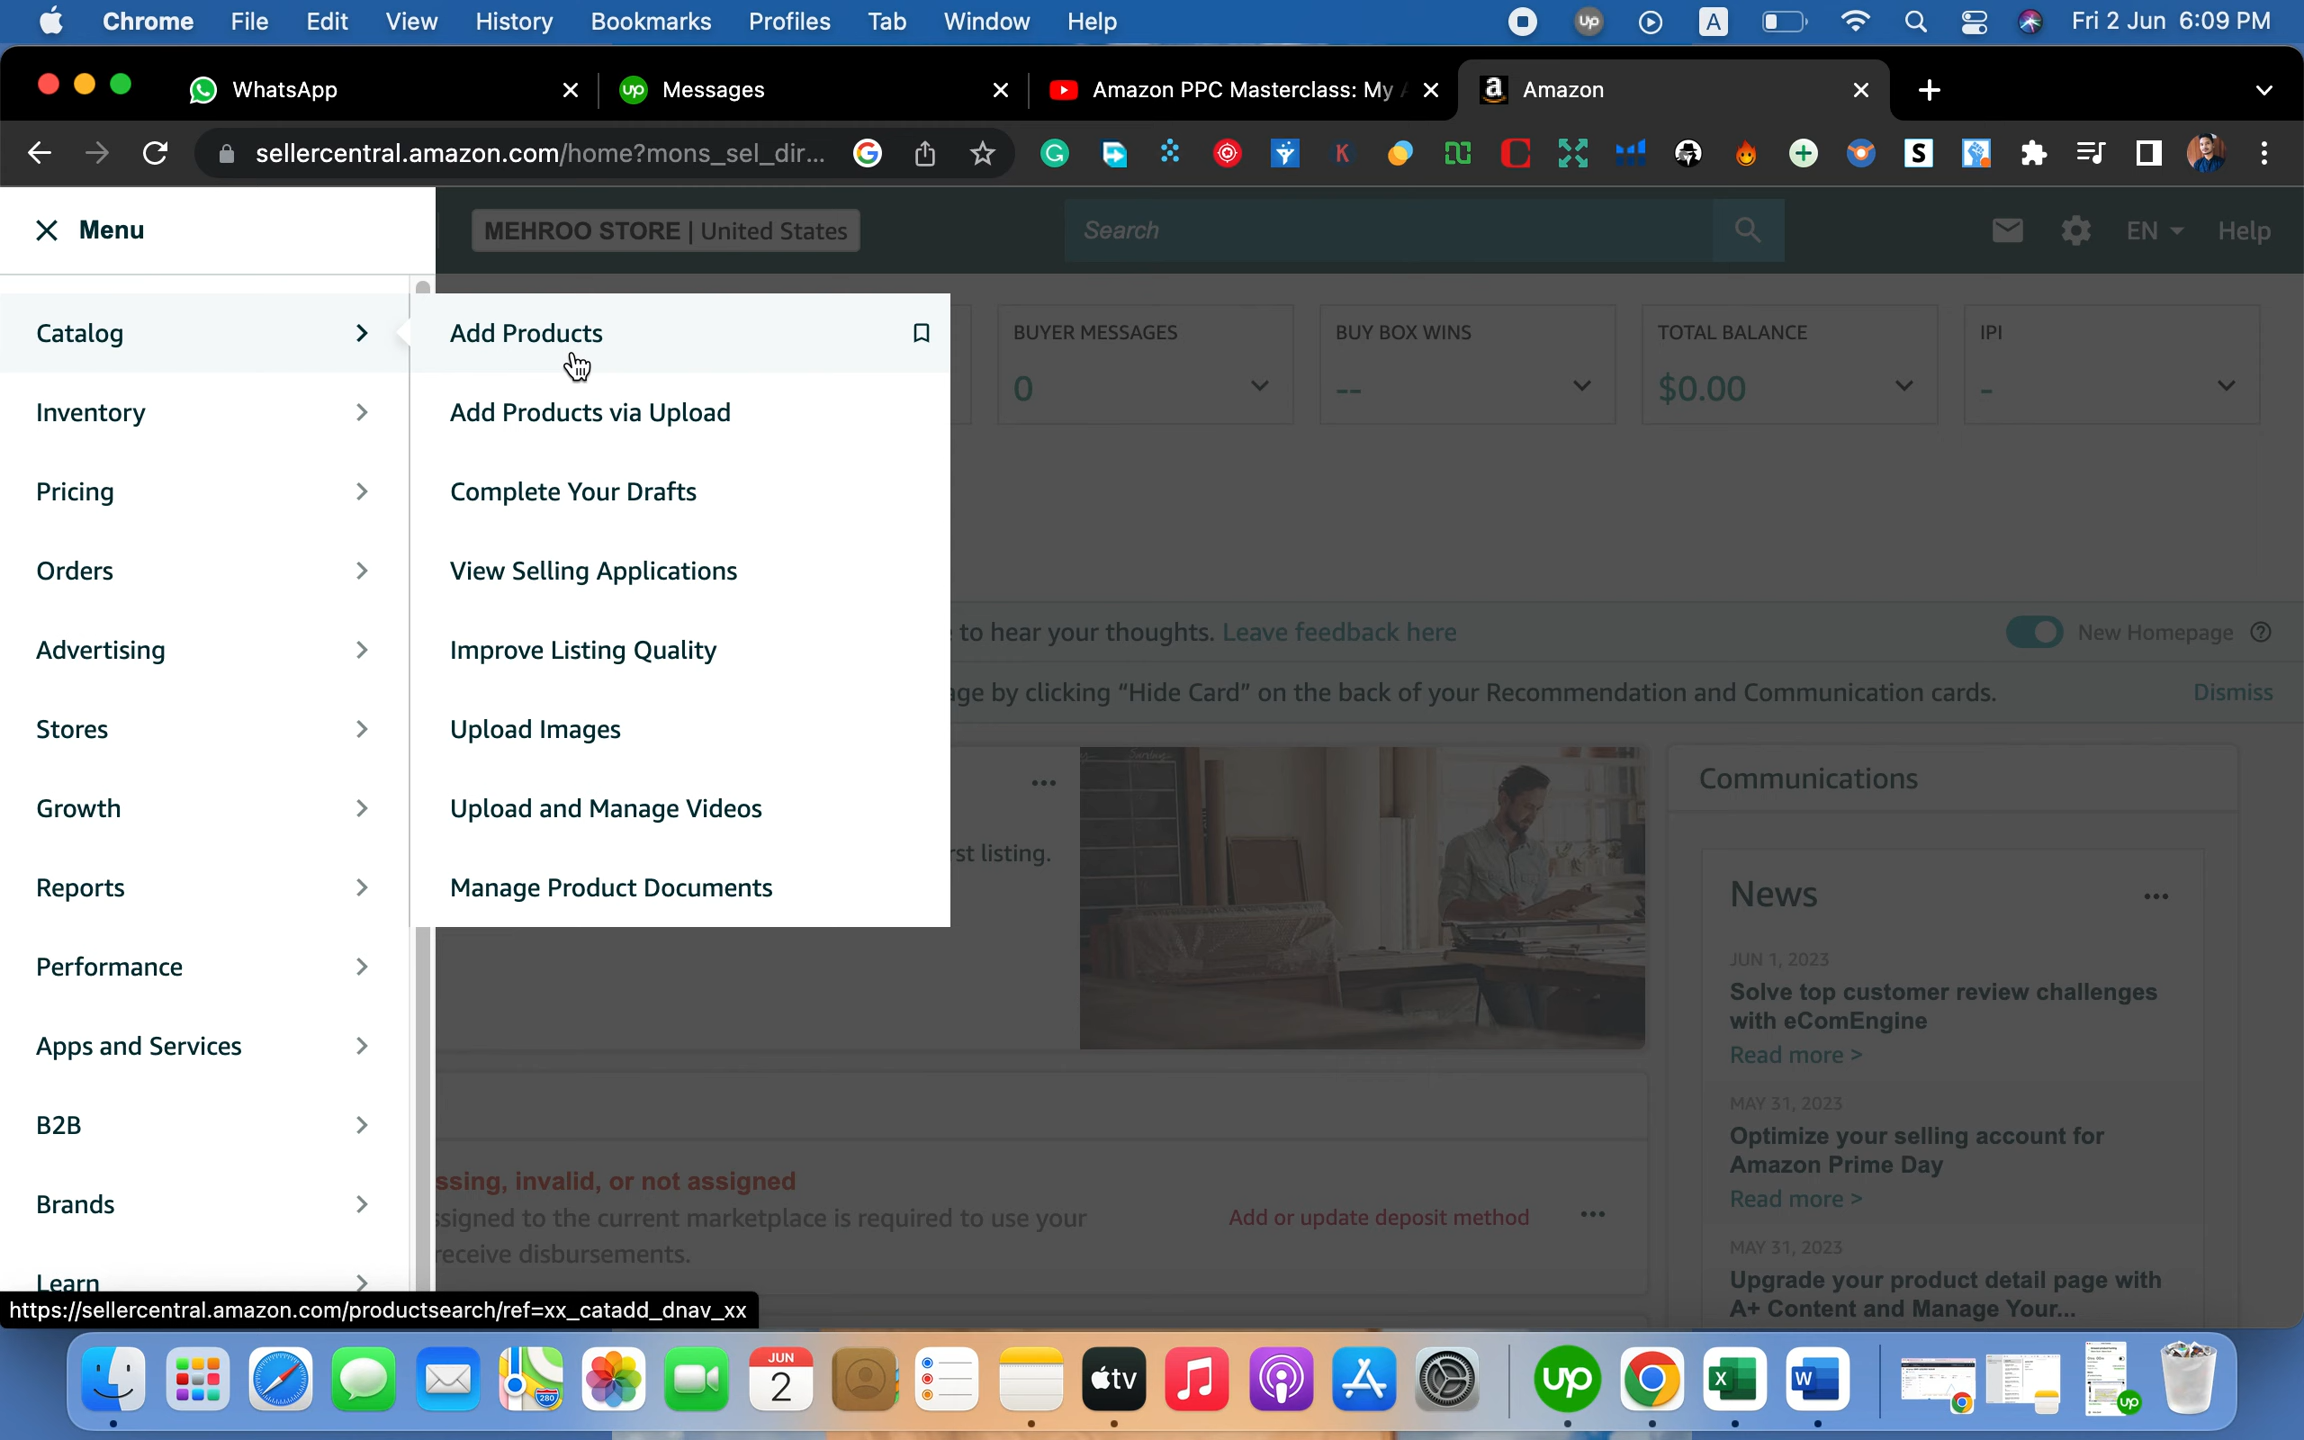 Chrome File Edit View History Bookmarks Profiles Tab Window Help
up A Fri 2 Jun 6:09 PM
WhatsApp
up Messages
Amazon PPC Masterclass: My
a Amazon
sellercentral.amazon.com/home?mons_sel_dir...
G K S
Menu
MEHROO STORE | United States
Search
EN
Help
Catalog
Inventory
Pricing
Orders
Advertising
Stores
Growth
Reports
Performance
Apps and Services
B2B
Brands
Learn
Add Products
Add Products via Upload
Complete Your Drafts
View Selling Applications
Improve Listing Quality
Upload Images
Upload and Manage Videos
Manage Product Documents
BUYER MESSAGES
0
BUY BOX WINS
--
TOTAL BALANCE
$0.00
IPI
-
to hear your thoughts. Leave feedback here
New Homepage
age by clicking “Hide Card” on the back of your Recommendation and Communication cards.
Dismiss
rst listing.
Communications
News
JUN 1, 2023
Solve top customer review challenges
with eComEngine
Read more >
MAY 31, 2023
Optimize your selling account for
Amazon Prime Day
Read more >
MAY 31, 2023
Upgrade your product detail page with
A+ Content and Manage Your...
ssing, invalid, or not assigned
signed to the current marketplace is required to use your
receive disbursements.
Add or update deposit method
https://sellercentral.amazon.com/productsearch/ref=xx_catadd_dnav_xx
280
JUN
2
tv
up
X
W
up